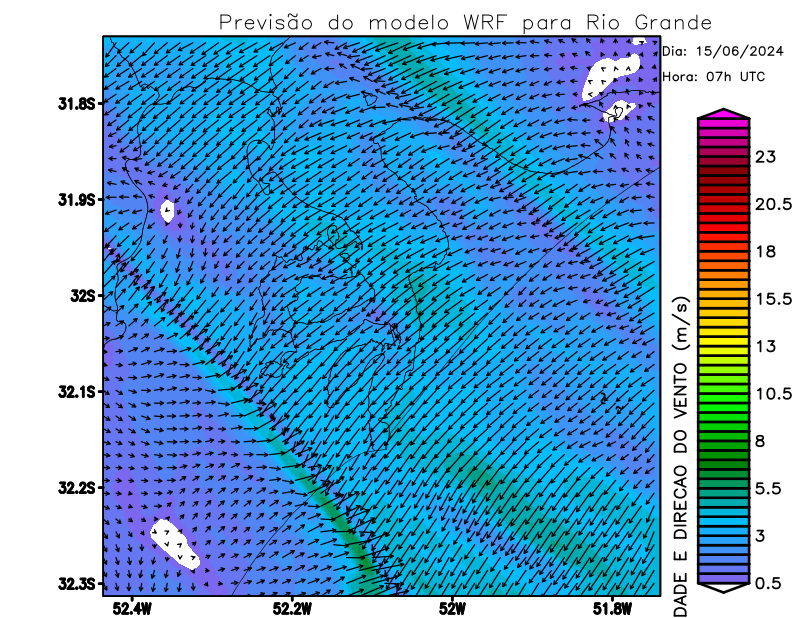 Previsão do modelo WRF para Rio Grande
Dia: 15/06/2024
Hora: 07h UTC
31.8S
31.9S
32S
32.1S
32.2S
32.3S
52.4W
52.2W
52W
51.8W
23
20.5
18
15.5
13
10.5
8
5.5
3
0.5
DADE E DIRECAO DO VENTO (m/s)